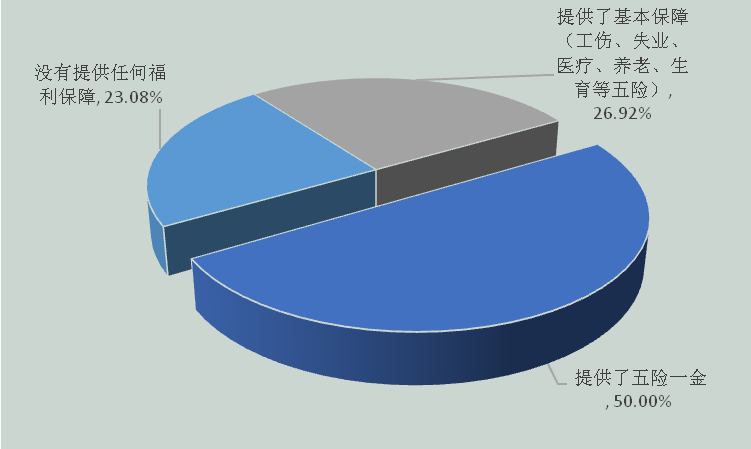 提供了基本保障
（工伤、失业、
医疗、养老、生
育等五险）,
26.92%
没有提供任何福
利保障, 23.08%
提供了五险一金
, 50.00%